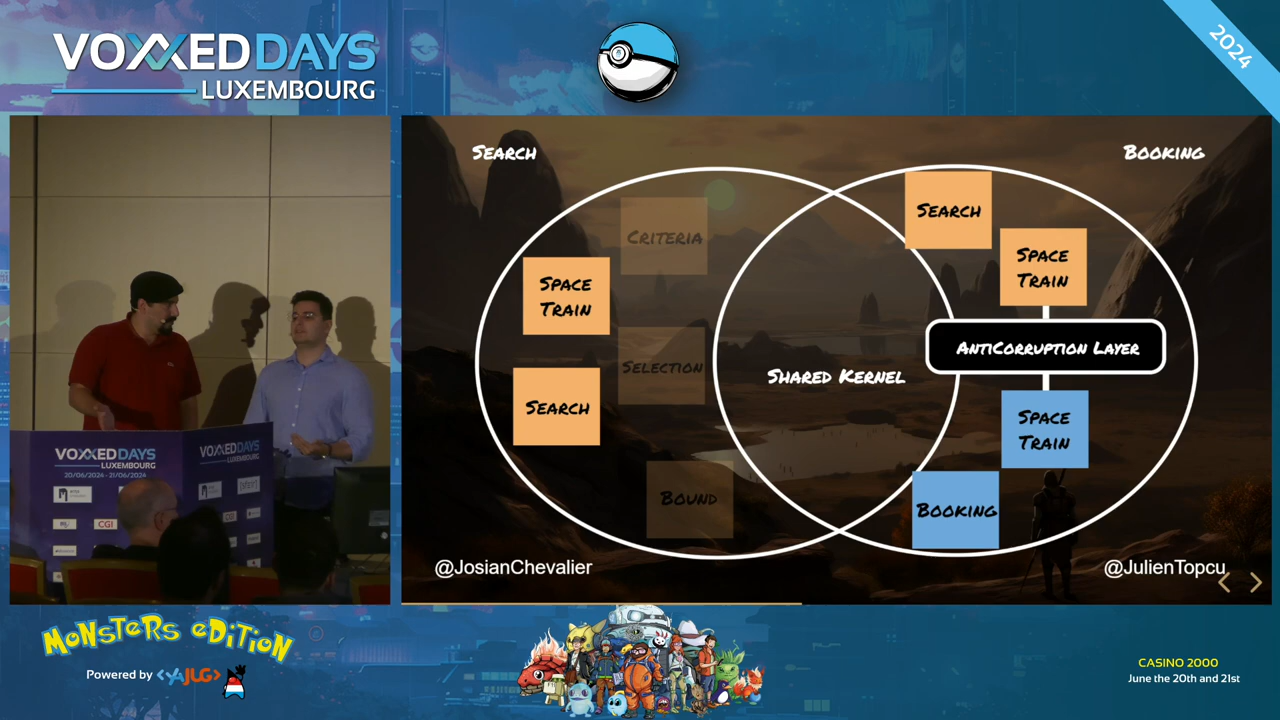 VOXXEDDAYS
LUXEMBOURG
2024
SEARCH
BOOKING
CRITERIA
SEARCH
SPACE
TRAIN
SPACE
TRAIN
SELECTION
SHARED KERNEL
ANTICORRUPTION LAYER
SEARCH
SPACE
TRAIN
BOUND
BOOKING
@JosianChevalier
@JulienTopcu
VOXXEDDAYS
LUXEMBOURG
20/06/2024 - 21/06/2024
CGI
VOXXEDDAYS
LUXEMBOURG
CGI
MONSTERS EDITION
Powered by <YAJUG>
CASINO 2000
June the 20th and 21st